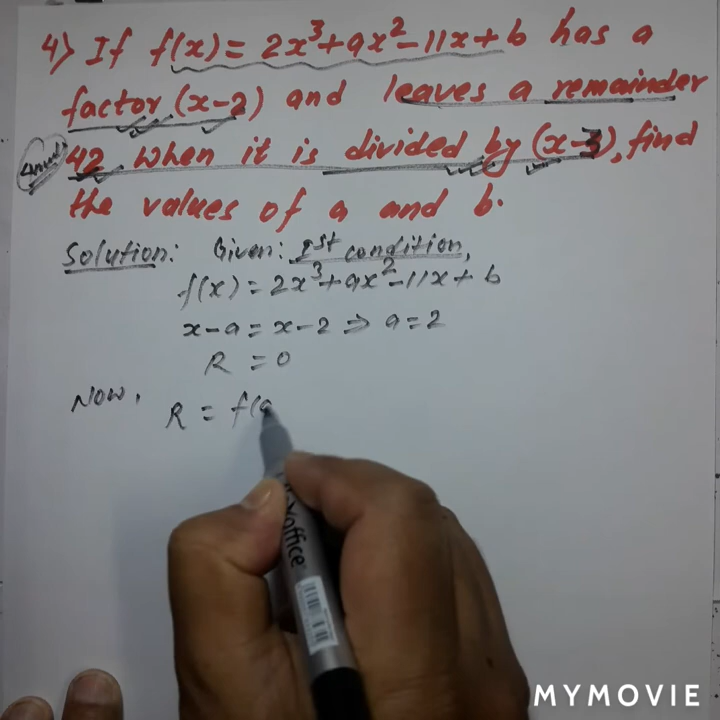 4) If f(x) = 2x³+ax²-11x+b has a
factor (x-2) and leaves a remainder
42 when it is divided by (x-3), find
the values of a and b.
Solution: Given: 1st condition,
f(x) = 2x³+ax²-11x+b
x-a = x-2 ⇒ a=2
R = 0
Now, R = f(a
office
MYMOVIE